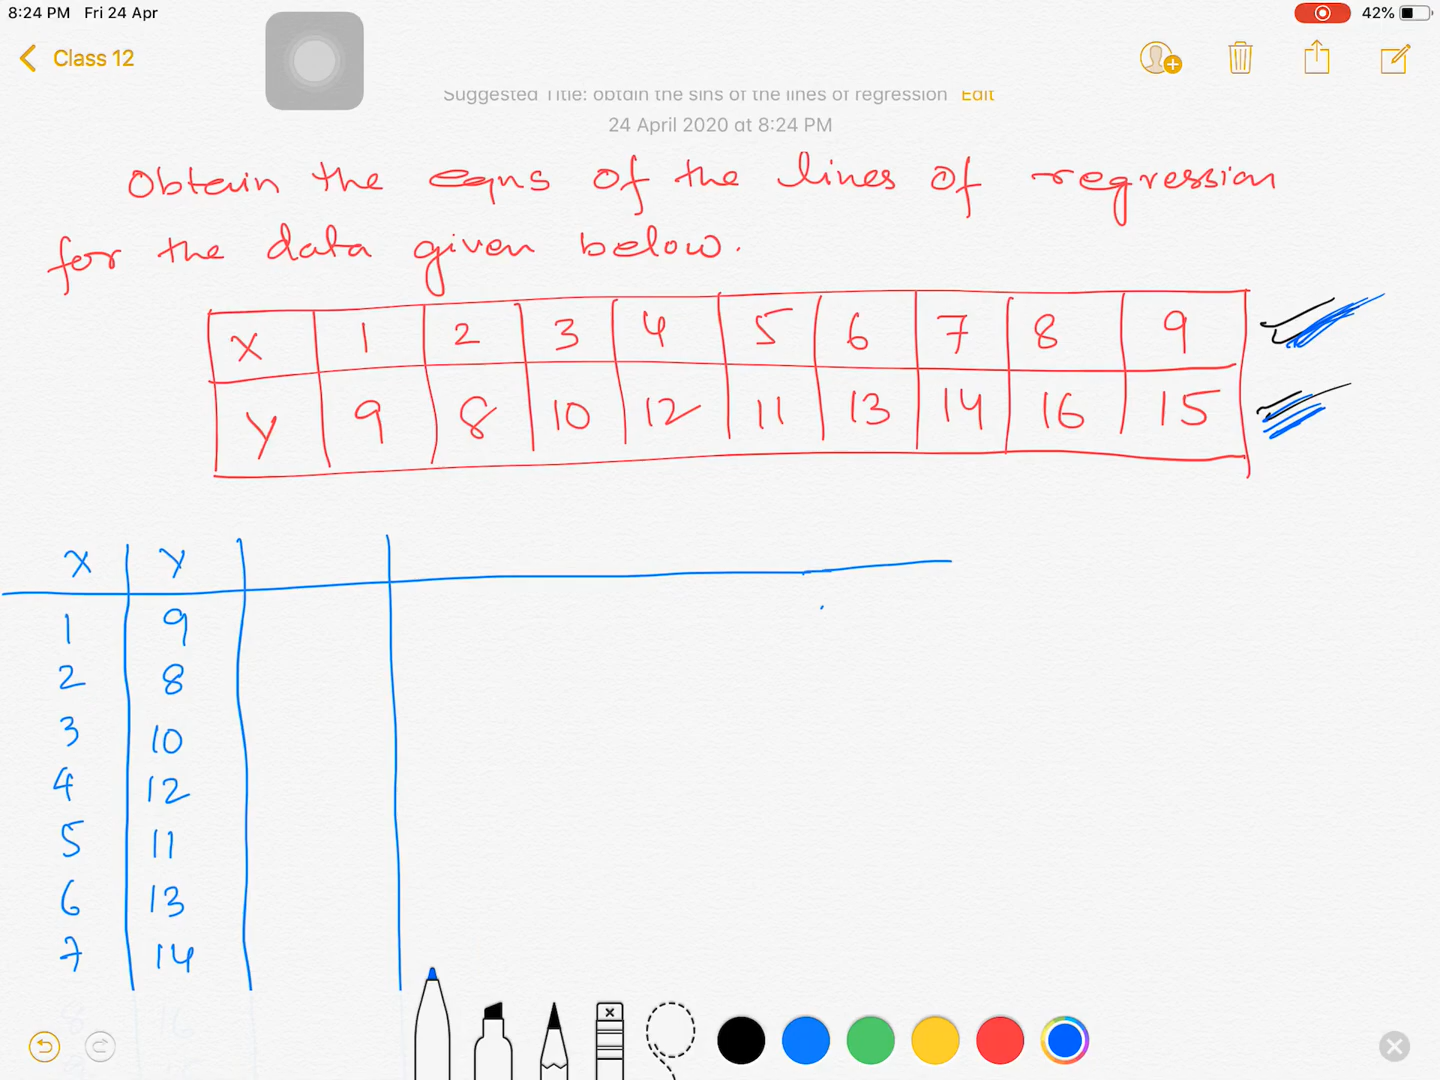 8:24 PM Fri 24 Apr
42%
Class 12
Suggested Title: obtain the sins of the lines of regression Edit
24 April 2020 at 8:24 PM
Obtain the eqns of the lines of regression
for the data given below.
X 1 2 3 4 5 6 7 8 9
Y 9 8 10 12 11 13 14 16 15
X Y
1 9
2 8
3 10
4 12
5 11
6 13
7 14